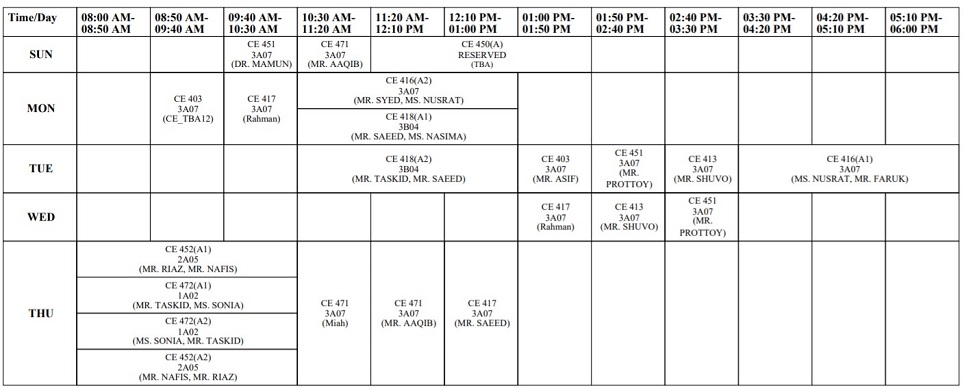 Time/Day 08:00 AM- 08:50 AM- 09:40 AM- 10:30 AM- 11:20 AM- 12:10 PM- 01:00 PM- 01:50 PM- 02:40 PM- 03:30 PM- 04:20 PM- 05:10 PM-
08:50 AM 09:40 AM 10:30 AM 11:20 AM 12:10 PM 01:00 PM 01:50 PM 02:40 PM 03:30 PM 04:20 PM 05:10 PM 06:00 PM
SUN
CE 451
3A07
(DR. MAMUN)
CE 471
3A07
(MR. AAQIB)
CE 450(A)
RESERVED
(TBA)
MON
CE 403
3A07
(CE_TBA12)
CE 417
3A07
(Rahman)
CE 416(A2)
3A07
(MR. SYED, MS. NUSRAT)
CE 418(A1)
3B04
(MR. SAEED, MS. NASIMA)
TUE
CE 418(A2)
3B04
(MR. TASKID, MR. SAEED)
CE 403
3A07
(MR. ASIF)
CE 451
3A07
(MR.
PROTTOY)
CE 413
3A07
(MR. SHUVO)
CE 416(A1)
3A07
(MS. NUSRAT, MR. FARUK)
WED
CE 417
3A07
(Rahman)
CE 413
3A07
(MR. SHUVO)
CE 451
3A07
(MR.
PROTTOY)
THU
CE 452(A1)
2A05
(MR. RIAZ, MR. NAFIS)
CE 472(A1)
1A02
(MR. TASKID, MS. SONIA)
CE 472(A2)
1A02
(MS. SONIA, MR. TASKID)
CE 452(A2)
2A05
(MR. NAFIS, MR. RIAZ)
CE 471
3A07
(Miah)
CE 471
3A07
(MR. AAQIB)
CE 417
3A07
(MR. SAEED)